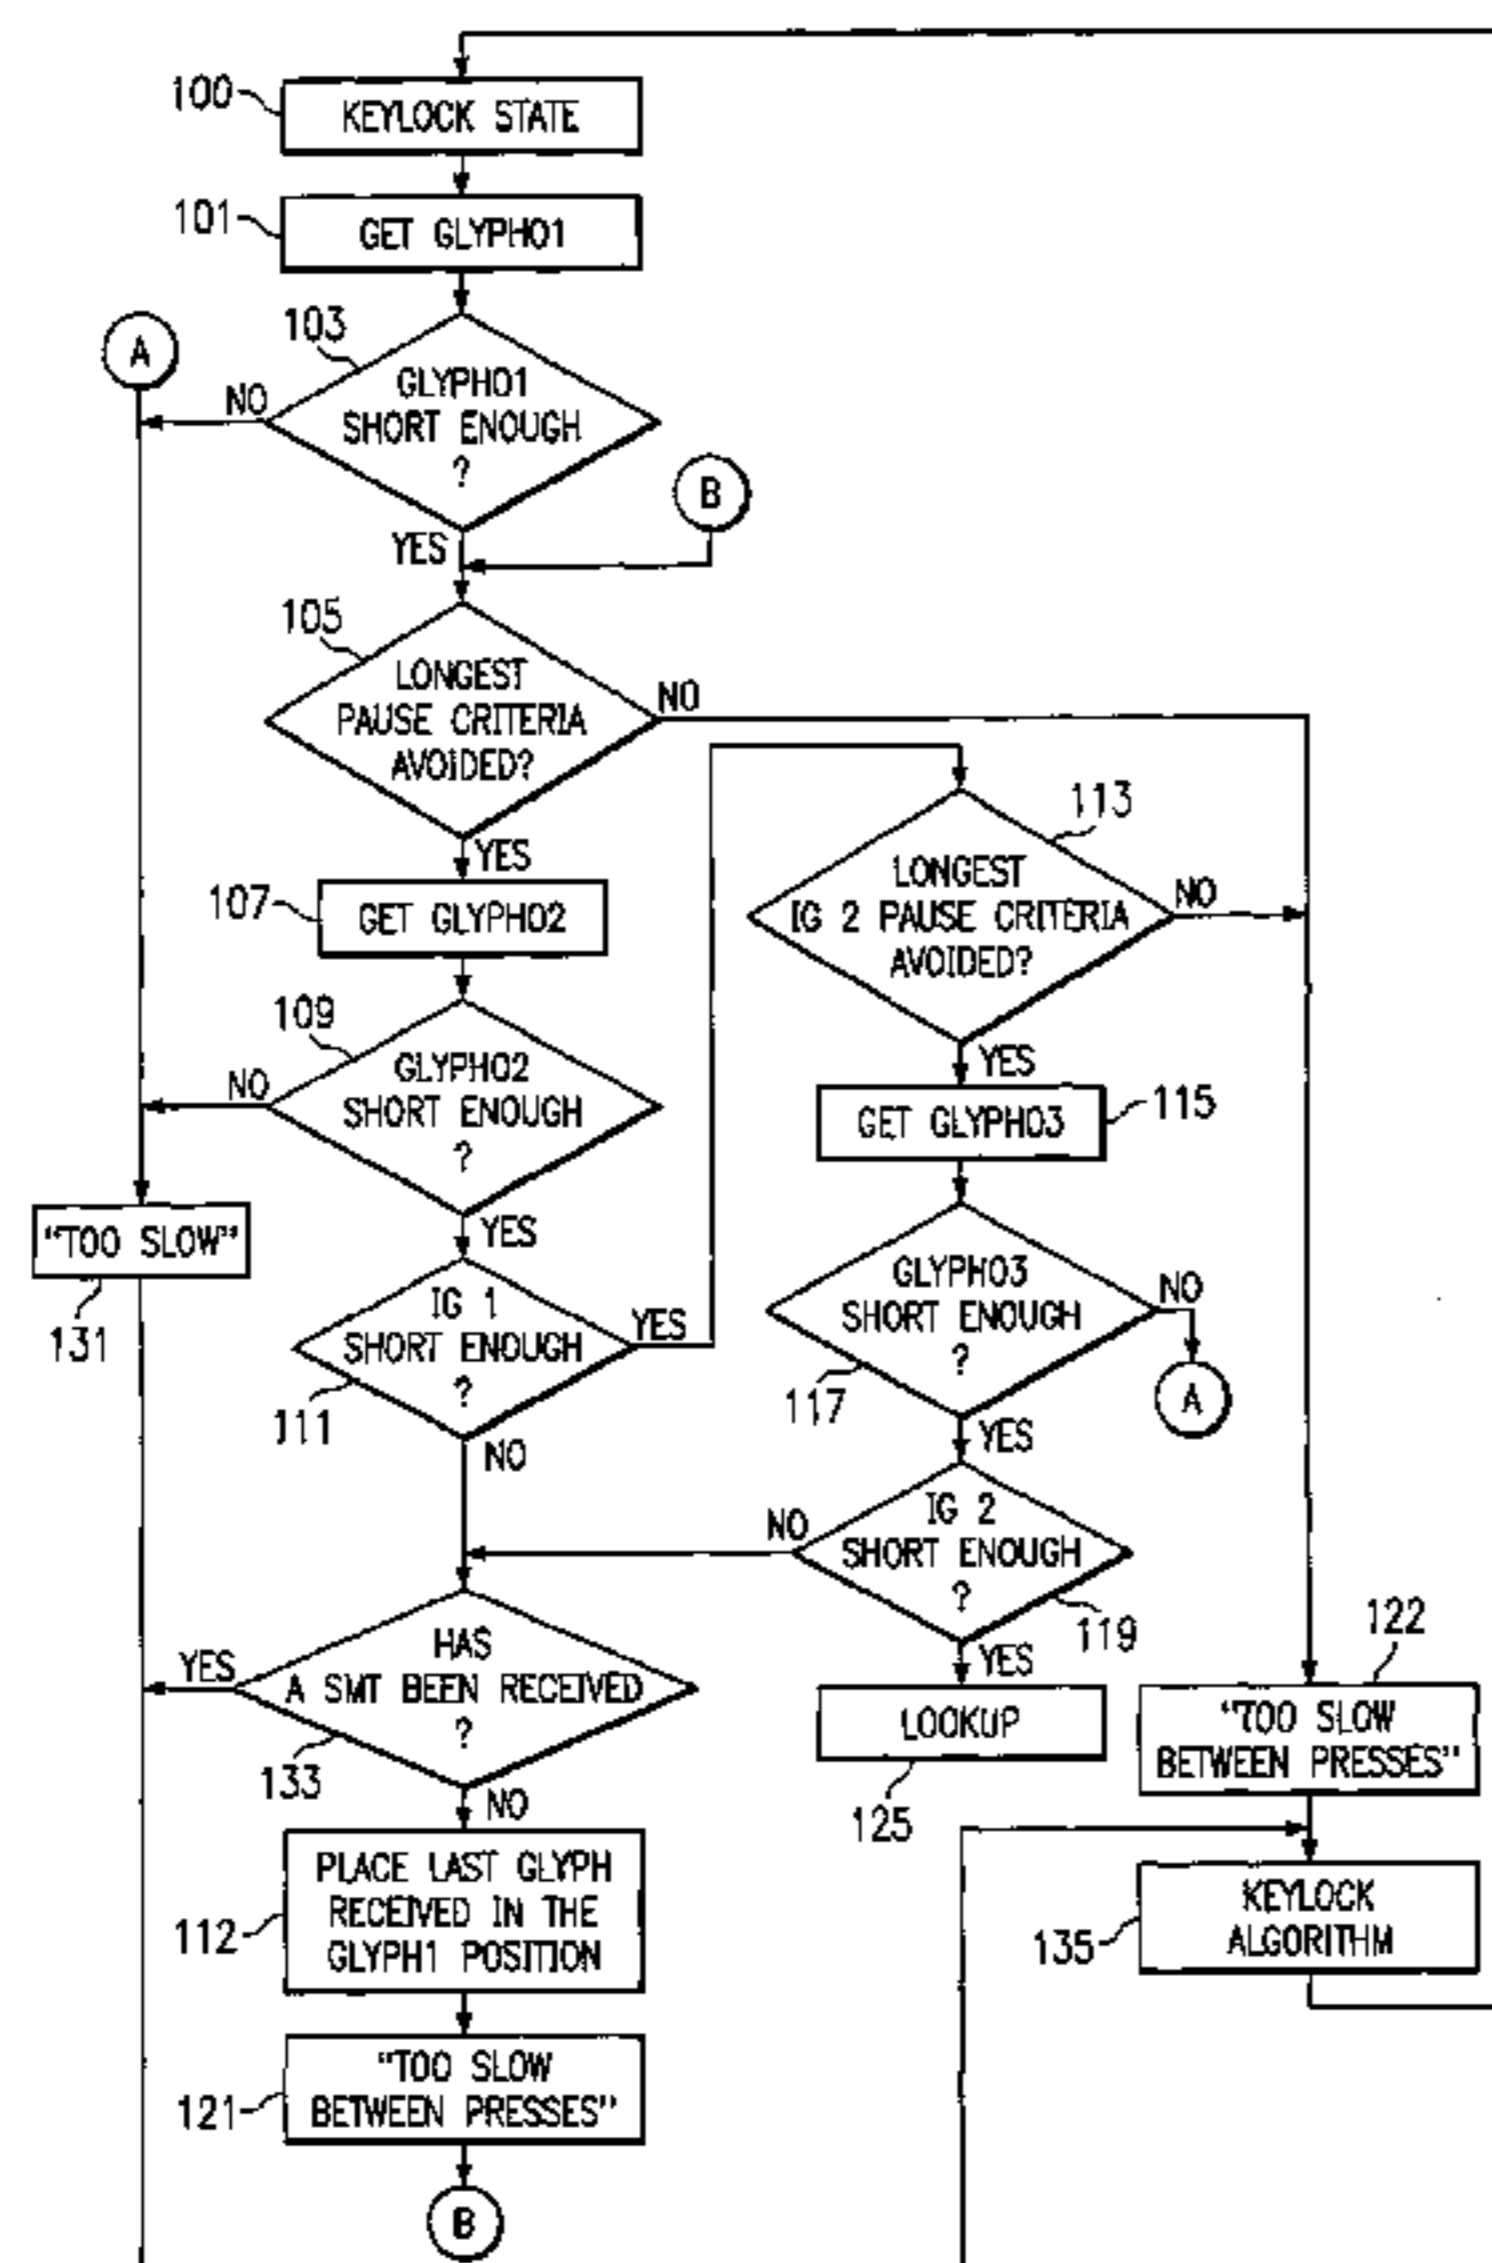 100
KEYLOCK STATE
101
GET GLYPH01
A
103
GLYPH01
SHORT ENOUGH
?
NO
YES
B
105
LONGEST
PAUSE CRITERIA
AVOIDED?
NO
YES
107
GET GLYPH02
109
GLYPH02
SHORT ENOUGH
?
NO
YES
"TOO SLOW"
131
IG 1
SHORT ENOUGH
?
YES
111
NO
113
LONGEST
IG 2 PAUSE CRITERIA
AVOIDED?
NO
YES
GET GLYPH03
115
GLYPH03
SHORT ENOUGH
?
NO
117
A
YES
IG 2
SHORT ENOUGH
?
NO
119
YES
LOOKUP
125
122
"TOO SLOW
BETWEEN PRESSES"
KEYLOCK
ALGORITHM
135
HAS
A SMT BEEN RECEIVED
?
YES
133
NO
PLACE LAST GLYPH
RECEIVED IN THE
GLYPH1 POSITION
112
"TOO SLOW
BETWEEN PRESSES"
121
B